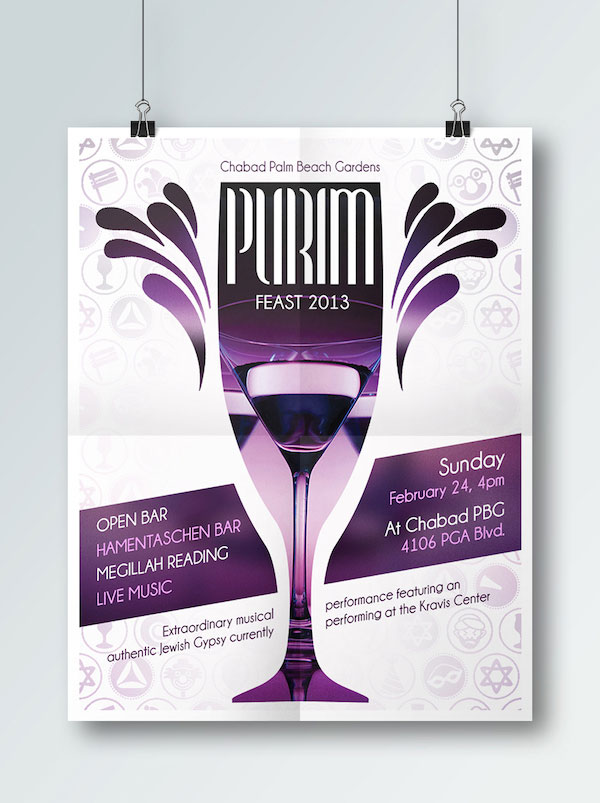 Chabad Palm Beach Gardens
PURIM
FEAST 2013
Sunday
February 24, 4pm
At Chabad PBG
4106 PGA Blvd.
OPEN BAR
HAMENTASCHEN BAR
MEGILLAH READING
LIVE MUSIC
Extraordinary musical performance featuring an
authentic Jewish Gypsy currently performing at the Kravis Center